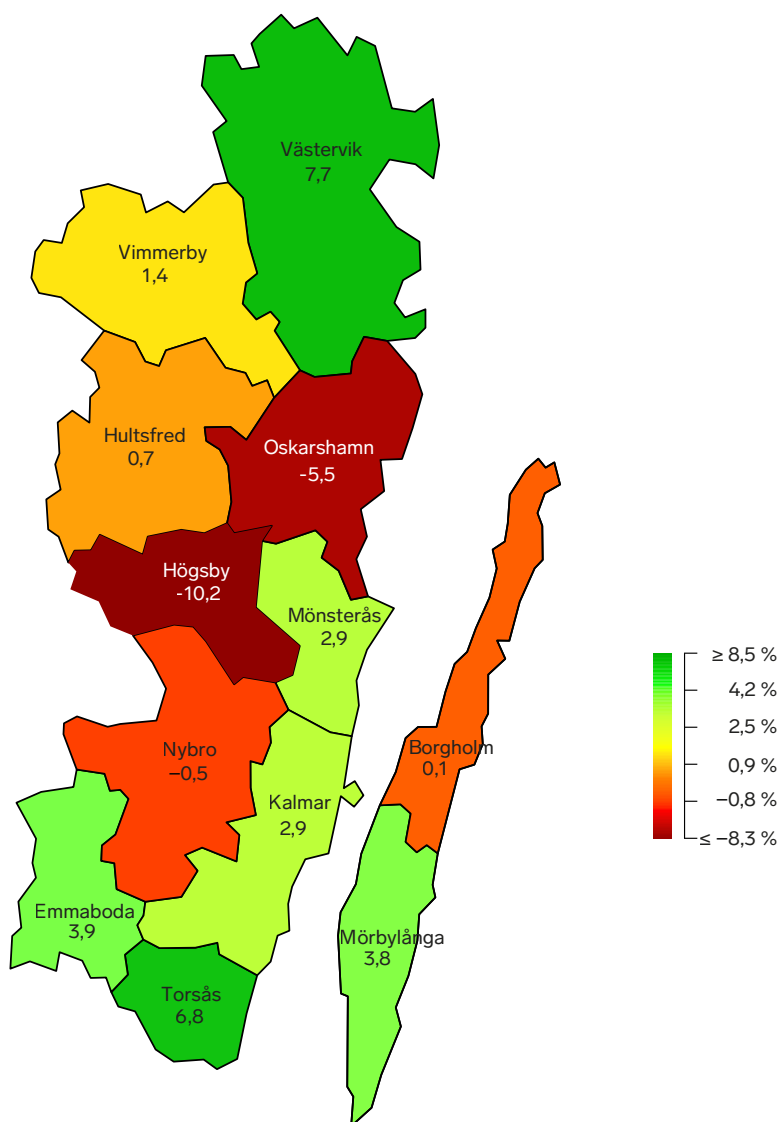 Västervik
7,7
Vimmerby
1,4
Hultsfred
0,7
Oskarshamn
-5,5
Högsby
-10,2
Mönsterås
2,9
Nybro
−0,5
Borgholm
0,1
Kalmar
2,9
Emmaboda
3,9
Mörbylånga
3,8
Torsås
6,8
≥ 8,5 %
4,2 %
2,5 %
0,9 %
−0,8 %
≤ −8,3 %